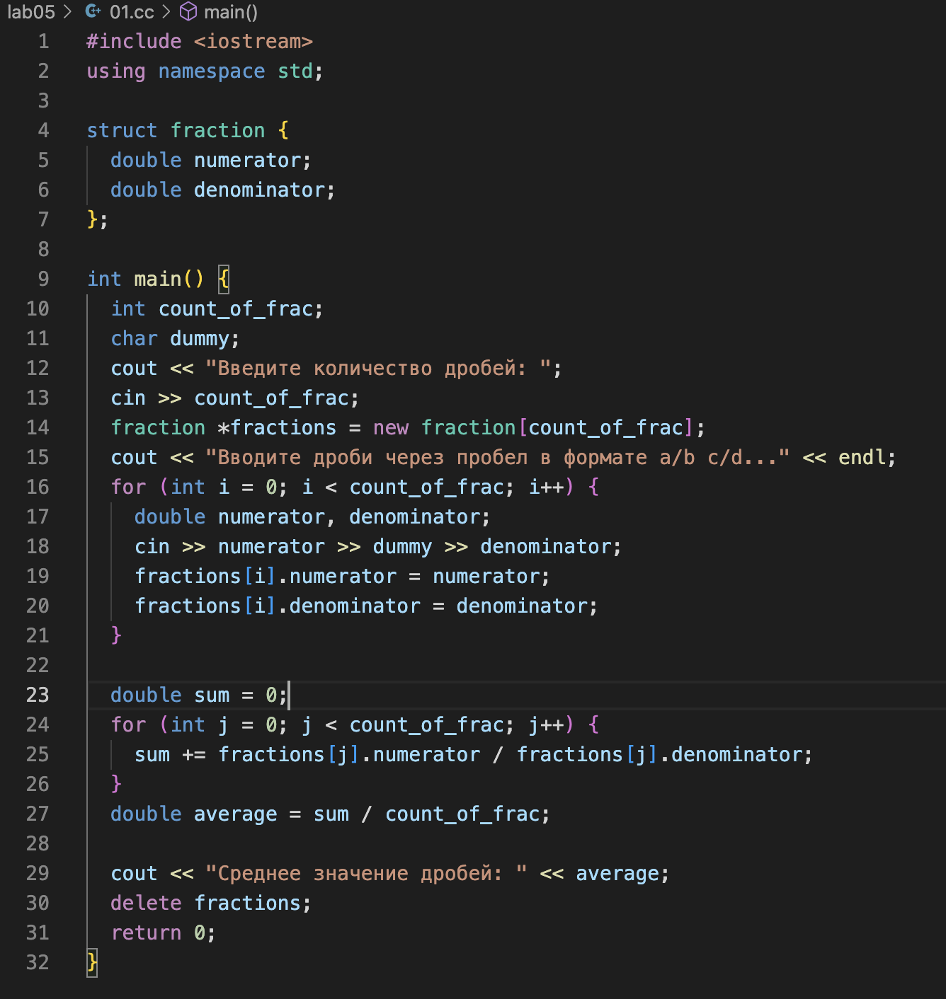 lab05 > 01.cc > main()
1 #include <iostream>
2 using namespace std;
3
4 struct fraction {
5   double numerator;
6   double denominator;
7 };
8
9 int main() {
10   int count_of_frac;
11   char dummy;
12   cout << "Введите количество дробей: ";
13   cin >> count_of_frac;
14   fraction *fractions = new fraction[count_of_frac];
15   cout << "Вводите дроби через пробел в формате a/b c/d..." << endl;
16   for (int i = 0; i < count_of_frac; i++) {
17     double numerator, denominator;
18     cin >> numerator >> dummy >> denominator;
19     fractions[i].numerator = numerator;
20     fractions[i].denominator = denominator;
21   }
22
23   double sum = 0;
24   for (int j = 0; j < count_of_frac; j++) {
25     sum += fractions[j].numerator / fractions[j].denominator;
26   }
27   double average = sum / count_of_frac;
28
29   cout << "Среднее значение дробей: " << average;
30   delete fractions;
31   return 0;
32 }